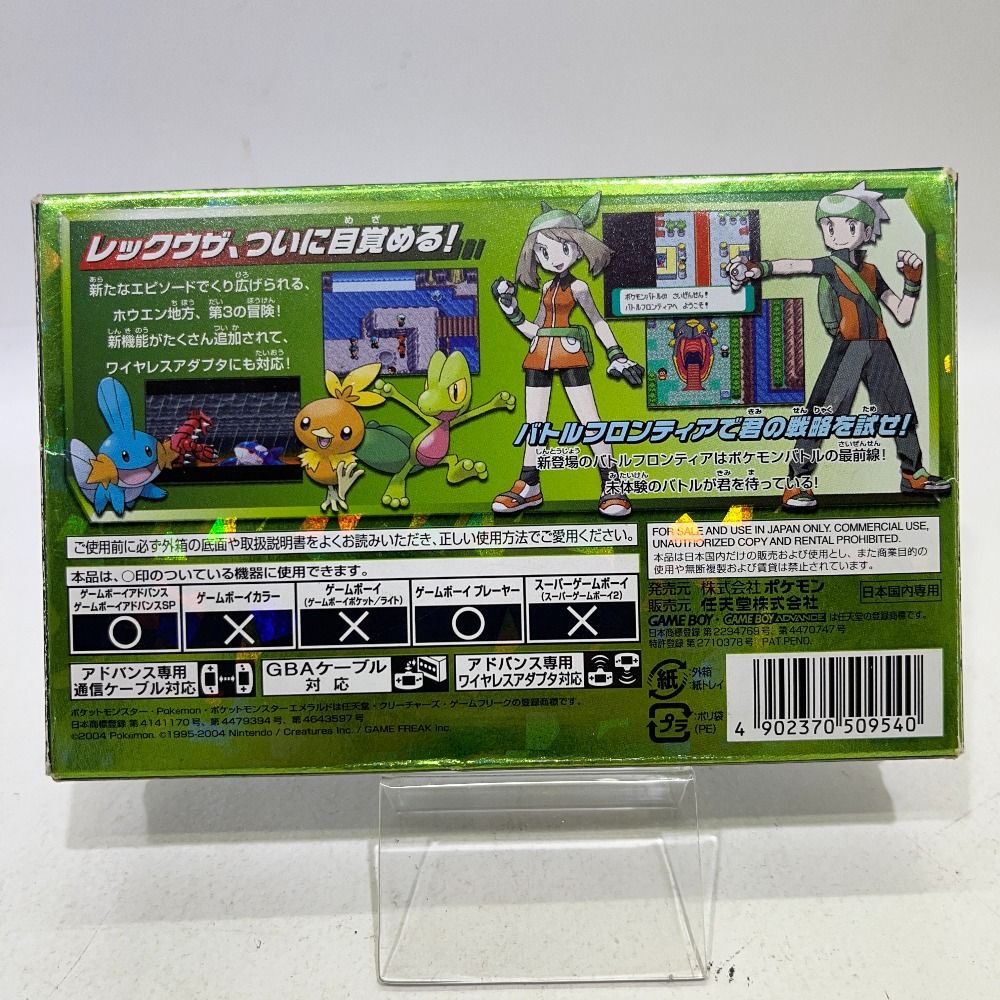 レックウザ、ついに目覚める!
新たなエピソードでくり広げられる、
ホウエン地方、第3の冒険!
新機能がたくさん追加されて、
ワイヤレスアダプタにも対応!
ポケモンバトルの さいぜんせん!
バトルフロンティアへ ようこそ!
バトルフロンティアで君の戦略を試せ!
新登場のバトルフロンティアはポケモンバトルの最前線!
未体験のバトルが君を待っている!
ご使用前に必ず外箱の底面や取扱説明書をよくお読みいただき、正しい使用方法でご愛用ください。
本品は、○印のついている機器に使用できます。
ゲームボーイアドバンス
ゲームボーイアドバンスSP
○
ゲームボーイカラー
×
ゲームボーイ
(ゲームボーイポケット/ライト)
×
ゲームボーイ プレーヤー
○
スーパーゲームボーイ
(スーパーゲームボーイ2)
×
アドバンス専用
通信ケーブル対応
GBAケーブル
対応
アドバンス専用
ワイヤレスアダプタ対応
ポケットモンスター・Pokémon・ポケットモンスターエメラルドは任天堂・クリーチャーズ・ゲームフリークの登録商標です。
日本商標登録 第4141170号、第4479394号、第4643597号
©2004 Pokémon. ©1995-2004 Nintendo / Creatures Inc. / GAME FREAK Inc.
FOR SALE AND USE IN JAPAN ONLY. COMMERCIAL USE,
UNAUTHORIZED COPY AND RENTAL PROHIBITED.
本品は日本国内だけの販売および使用とし、また商業目的の
使用や無断複製および賃貸は禁止されています。
発売元 株式会社 ポケモン
販売元 任天堂株式会社
日本国内専用
GAME BOY・GAME BOY ADVANCE は任天堂の登録商標です。
日本商標登録 第2294769号、第4470747号
特許登録 第2710378号 PAT.PEND.
紙
:外箱
紙トレイ
プラ
:ポリ袋
(PE)
4 902370 509540